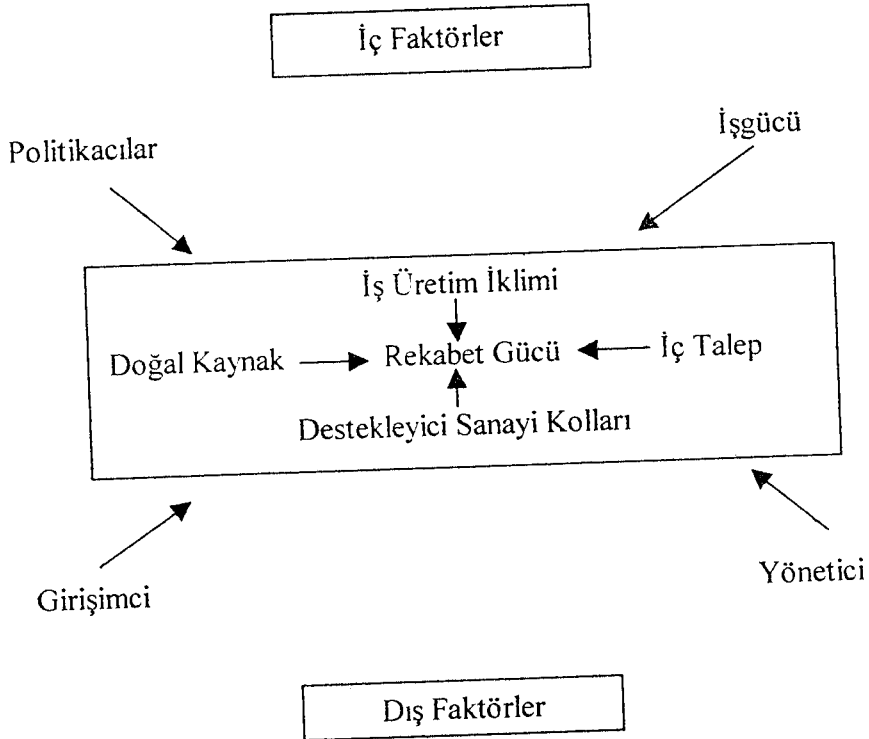 İç Faktörler
Politikacılar
İşgücü
İş Üretim İklimi
Doğal Kaynak Rekabet Gücü İç Talep
Destekleyici Sanayi Kolları
Girişimci
Yönetici
Dış Faktörler